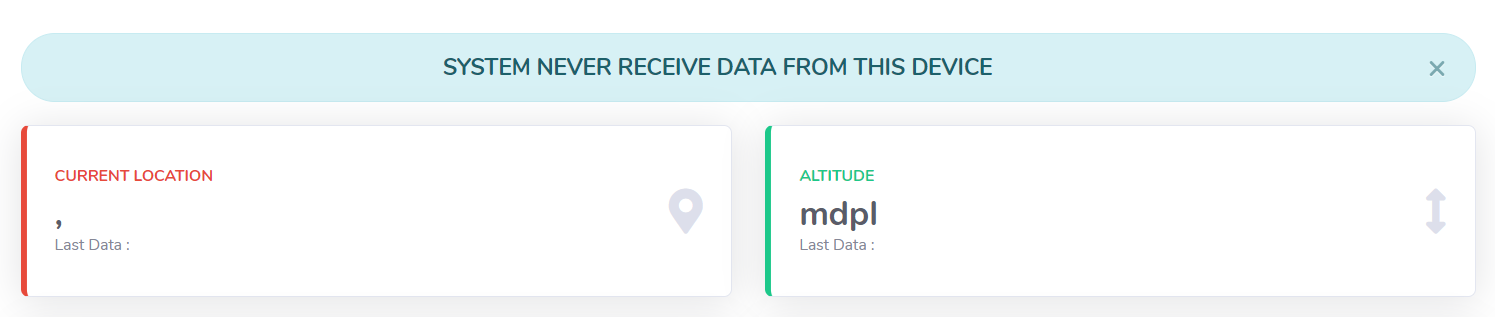 SYSTEM NEVER RECEIVE DATA FROM THIS DEVICE
CURRENT LOCATION
,
Last Data :
ALTITUDE
mdpl
Last Data :